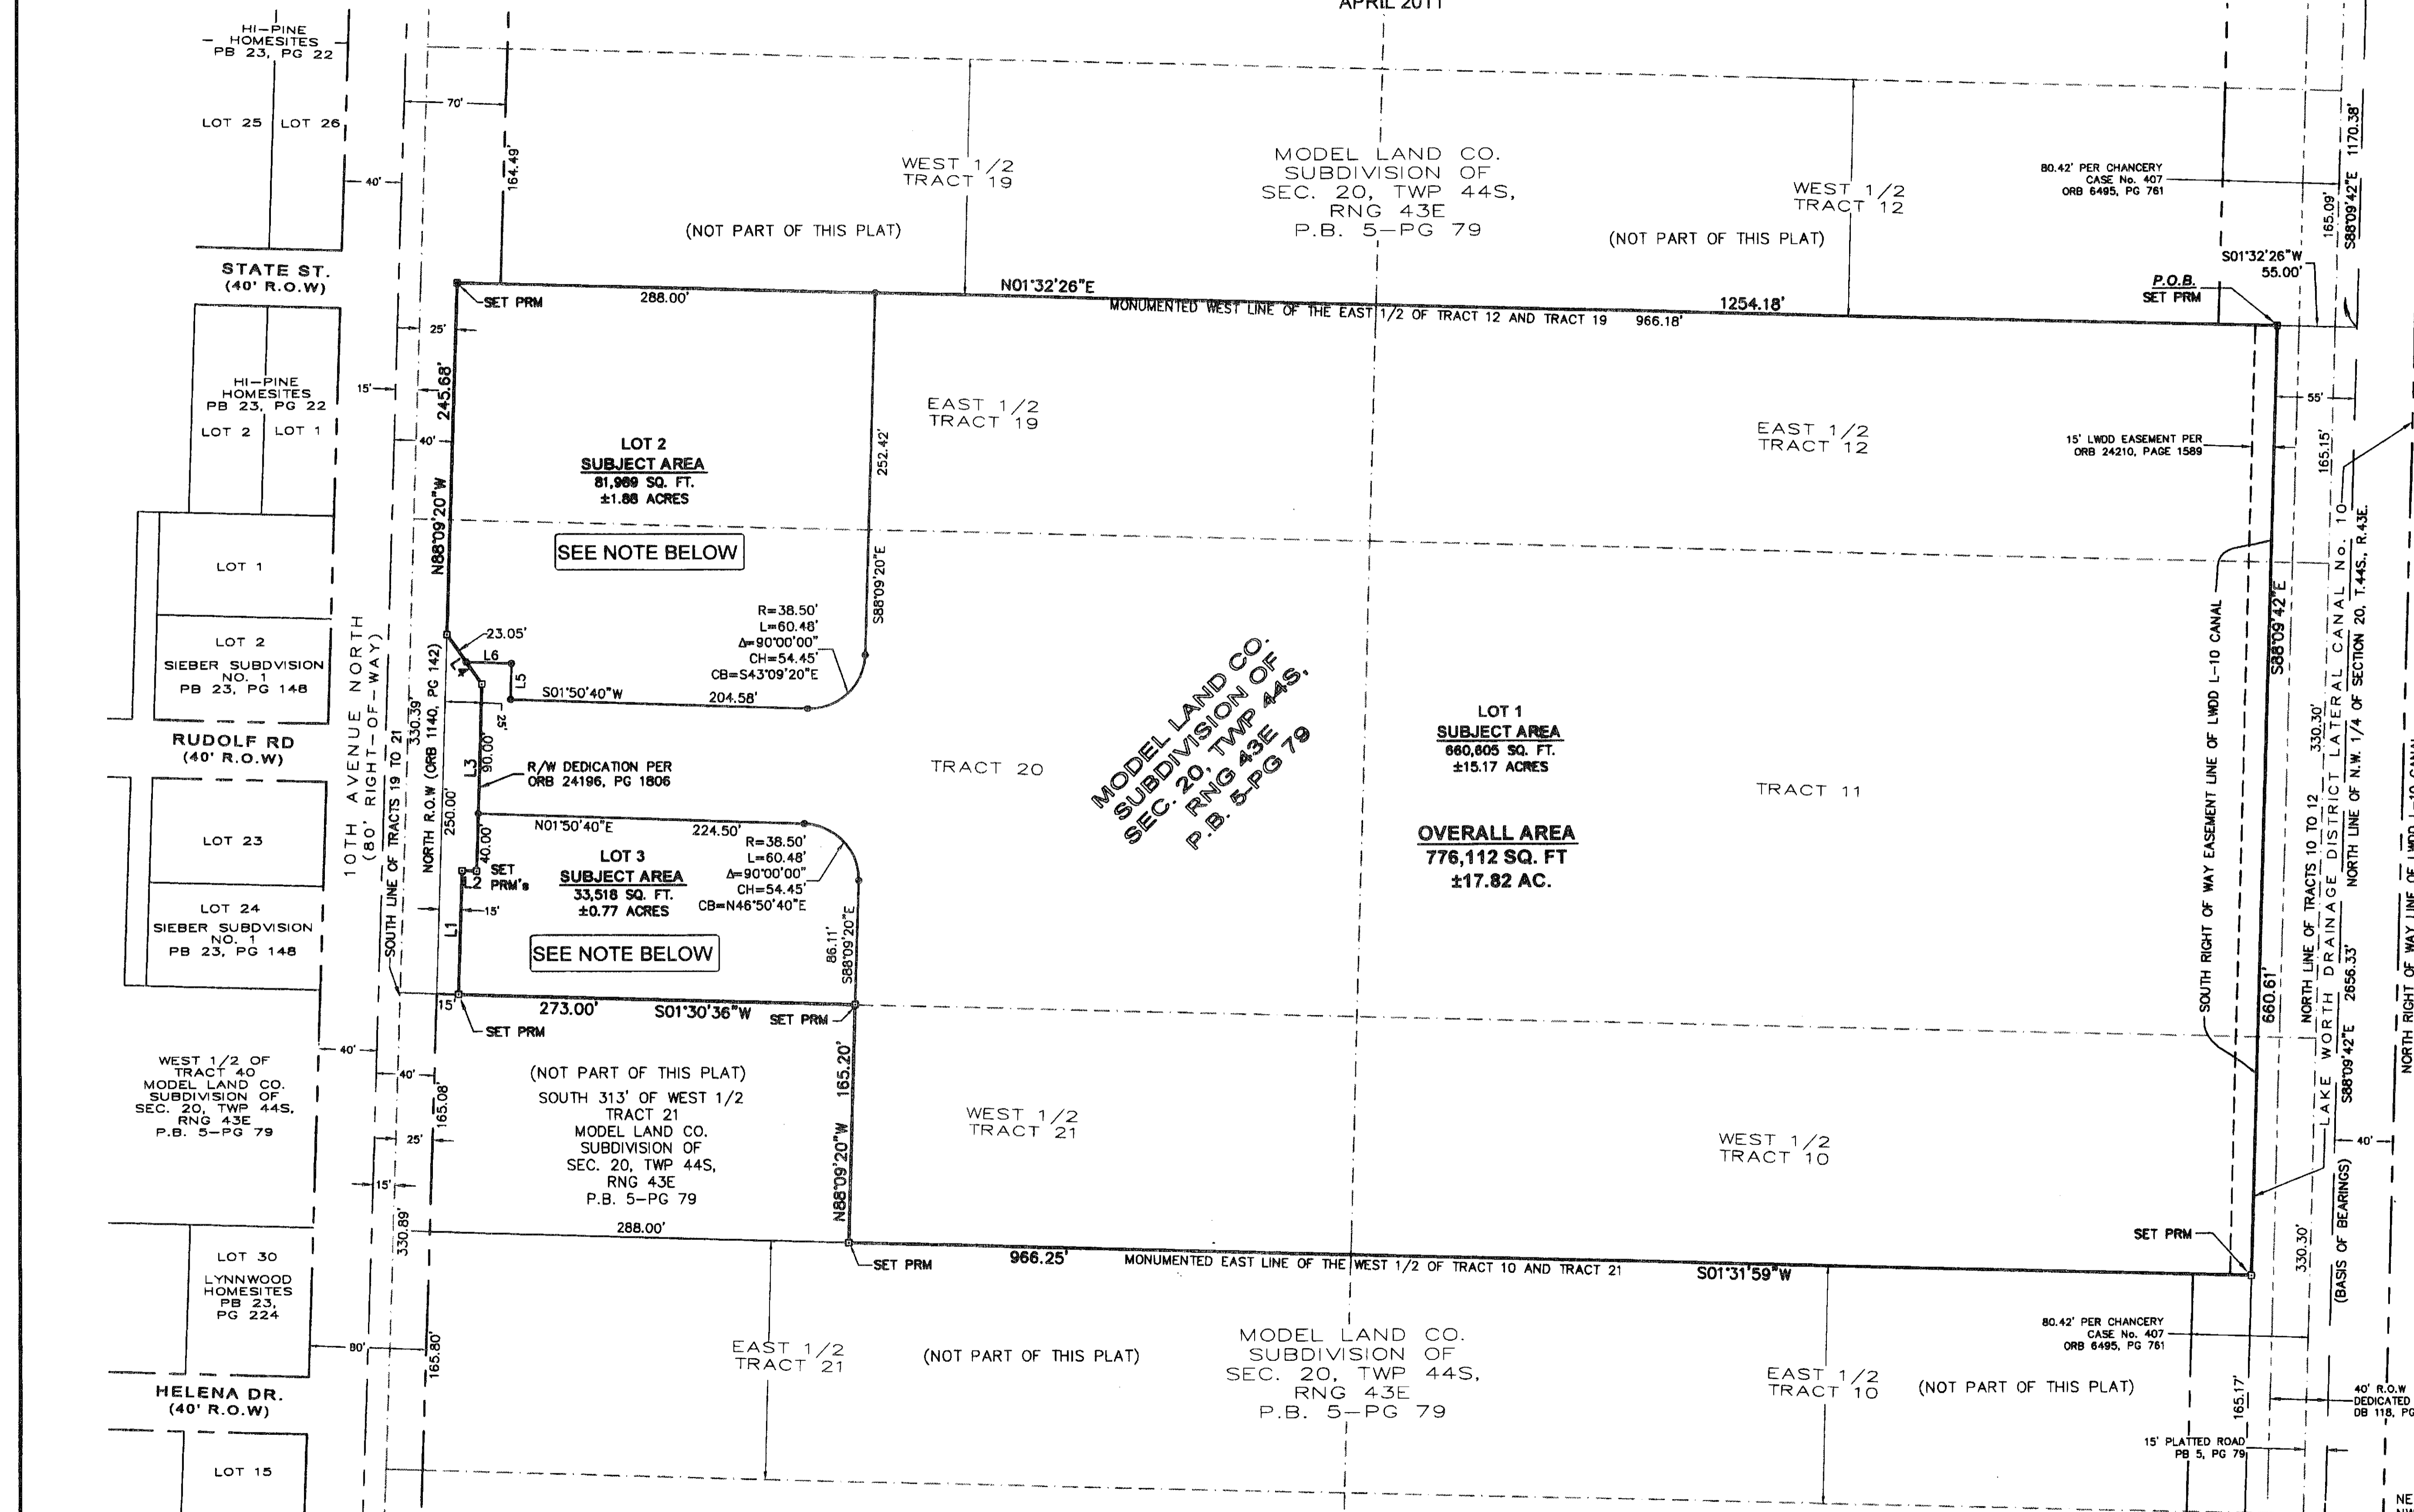 APRIL 2011
HI-PINE
HOMESITES
PB 23, PG 22
LOT 25
LOT 26
70'
40'
164.49'
WEST 1/2
TRACT 19
(NOT PART OF THIS PLAT)
MODEL LAND CO.
SUBDIVISION OF
SEC. 20, TWP 44S,
RNG 43E
P.B. 5-PG 79
WEST 1/2
TRACT 12
(NOT PART OF THIS PLAT)
80.42' PER CHANCERY
CASE No. 407
ORB 6495, PG 761
165.09'
S88°09'42"E 1170.38'
S01°32'26"W
55.00'
P.O.B.
SET PRM
STATE ST.
(40' R.O.W)
SET PRM
288.00'
N01°32'26"E
1254.18'
MONUMENTED WEST LINE OF THE EAST 1/2 OF TRACT 12 AND TRACT 19 966.18'
25'
15'
40'
245.68'
N88°09'20"W
HI-PINE
HOMESITES
PB 23, PG 22
LOT 2
LOT 1
LOT 2
SUBJECT AREA
81,989 SQ. FT.
±1.88 ACRES
SEE NOTE BELOW
252.42'
S88°09'20"E
EAST 1/2
TRACT 19
EAST 1/2
TRACT 12
55'
15' LWDD EASEMENT PER
ORB 24210, PAGE 1589
165.15'
LOT 1
LOT 2
SIEBER SUBDVISION
NO. 1
PB 23, PG 148
10TH AVENUE NORTH
(80' RIGHT-OF-WAY)
SOUTH LINE OF TRACTS 19 TO 21
330.39'
NORTH R.O.W (ORB 1140, PG 142)
250.00'
23.05'
L4
L6
L5
25'
S01°50'40"W
204.58'
R=38.50'
L=60.48'
Δ=90°00'00"
CH=54.45'
CB=S43°09'20"E
RUDOLF RD
(40' R.O.W)
L3
90.00'
R/W DEDICATION PER
ORB 24196, PG 1806
N01°50'40"E
224.50'
R=38.50'
L=60.48'
Δ=90°00'00"
CH=54.45'
CB=N46°50'40"E
TRACT 20
MODEL LAND CO.
SUBDIVISION OF
SEC. 20, TWP 44S,
RNG 43E
P.B. 5-PG 79
LOT 1
SUBJECT AREA
660,605 SQ. FT.
±15.17 ACRES
OVERALL AREA
776,112 SQ. FT
±17.82 AC.
TRACT 11
SOUTH RIGHT OF WAY EASEMENT LINE OF LWDD L-10 CANAL
S88°09'42"E
660.61'
NORTH LINE OF TRACTS 10 TO 12
330.30'
LAKE WORTH DRAINAGE DISTRICT LATERAL CANAL No. 10
(BASIS OF BEARINGS) S88°09'42"E 2656.33' NORTH LINE OF N.W. 1/4 OF SECTION 20, T.44S., R.43E.
NORTH RIGHT OF WAY LINE OF LWDD L-10 CANAL
LOT 23
LOT 24
SIEBER SUBDVISION
NO. 1
PB 23, PG 148
40.00'
SET
PRM's
L2
15'
L1
LOT 3
SUBJECT AREA
33,518 SQ. FT.
±0.77 ACRES
SEE NOTE BELOW
86.11'
S88°09'20"E
15'
273.00'
S01°30'36"W
SET PRM
SET PRM
WEST 1/2 OF
TRACT 40
MODEL LAND CO.
SUBDIVISION OF
SEC. 20, TWP 44S,
RNG 43E
P.B. 5-PG 79
40'
40'
165.08'
25'
15'
330.89'
(NOT PART OF THIS PLAT)
SOUTH 313' OF WEST 1/2
TRACT 21
MODEL LAND CO.
SUBDIVISION OF
SEC. 20, TWP 44S,
RNG 43E
P.B. 5-PG 79
N88°09'20"W 165.20'
WEST 1/2
TRACT 21
WEST 1/2
TRACT 10
40'
288.00'
SET PRM
966.25'
MONUMENTED EAST LINE OF THE WEST 1/2 OF TRACT 10 AND TRACT 21
S01°31'59"W
SET PRM
330.30'
LOT 30
LYNNWOOD
HOMESITES
PB 23,
PG 224
80'
165.80'
EAST 1/2
TRACT 21
(NOT PART OF THIS PLAT)
MODEL LAND CO.
SUBDIVISION OF
SEC. 20, TWP 44S,
RNG 43E
P.B. 5-PG 79
EAST 1/2
TRACT 10
(NOT PART OF THIS PLAT)
80.42' PER CHANCERY
CASE No. 407
ORB 6495, PG 761
165.17'
40' R.O.W
DEDICATED
DB 118, PG
15' PLATTED ROAD
PB 5, PG 79
HELENA DR.
(40' R.O.W)
LOT 15
NE